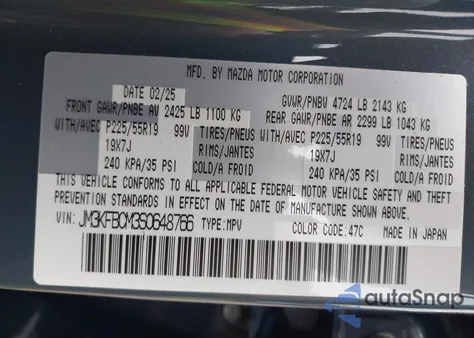 MFD. BY MAZDA MOTOR CORPORATION
DATE 02/25 GVWR/PNBV 4724 LB 2143 KG
FRONT GAWR/PNBE AV 2425 LB 1100 KG REAR GAWR/PNBE AR 2299 LB 1043 KG
WITH/AVEC P225/55R19 99V TIRES/PNEUS WITH/AVEC P225/55R19 99V TIRES/PNEUS
19X7J RIMS/JANTES 19X7J RIMS/JANTES
240 KPA/35 PSI COLD/A FROID 240 KPA/35 PSI COLD/A FROID
THIS VEHICLE CONFORMS TO ALL APPLICABLE FEDERAL MOTOR VEHICLE SAFETY AND THEFT
PREVENTION STANDARDS IN EFFECT ON THE DATE OF MANUFACTURE SHOWN ABOVE.
VIN: JM3KFBCM3S0648766 TYPE:MPV
COLOR CODE:47C MADE IN JAPAN
autoSnap